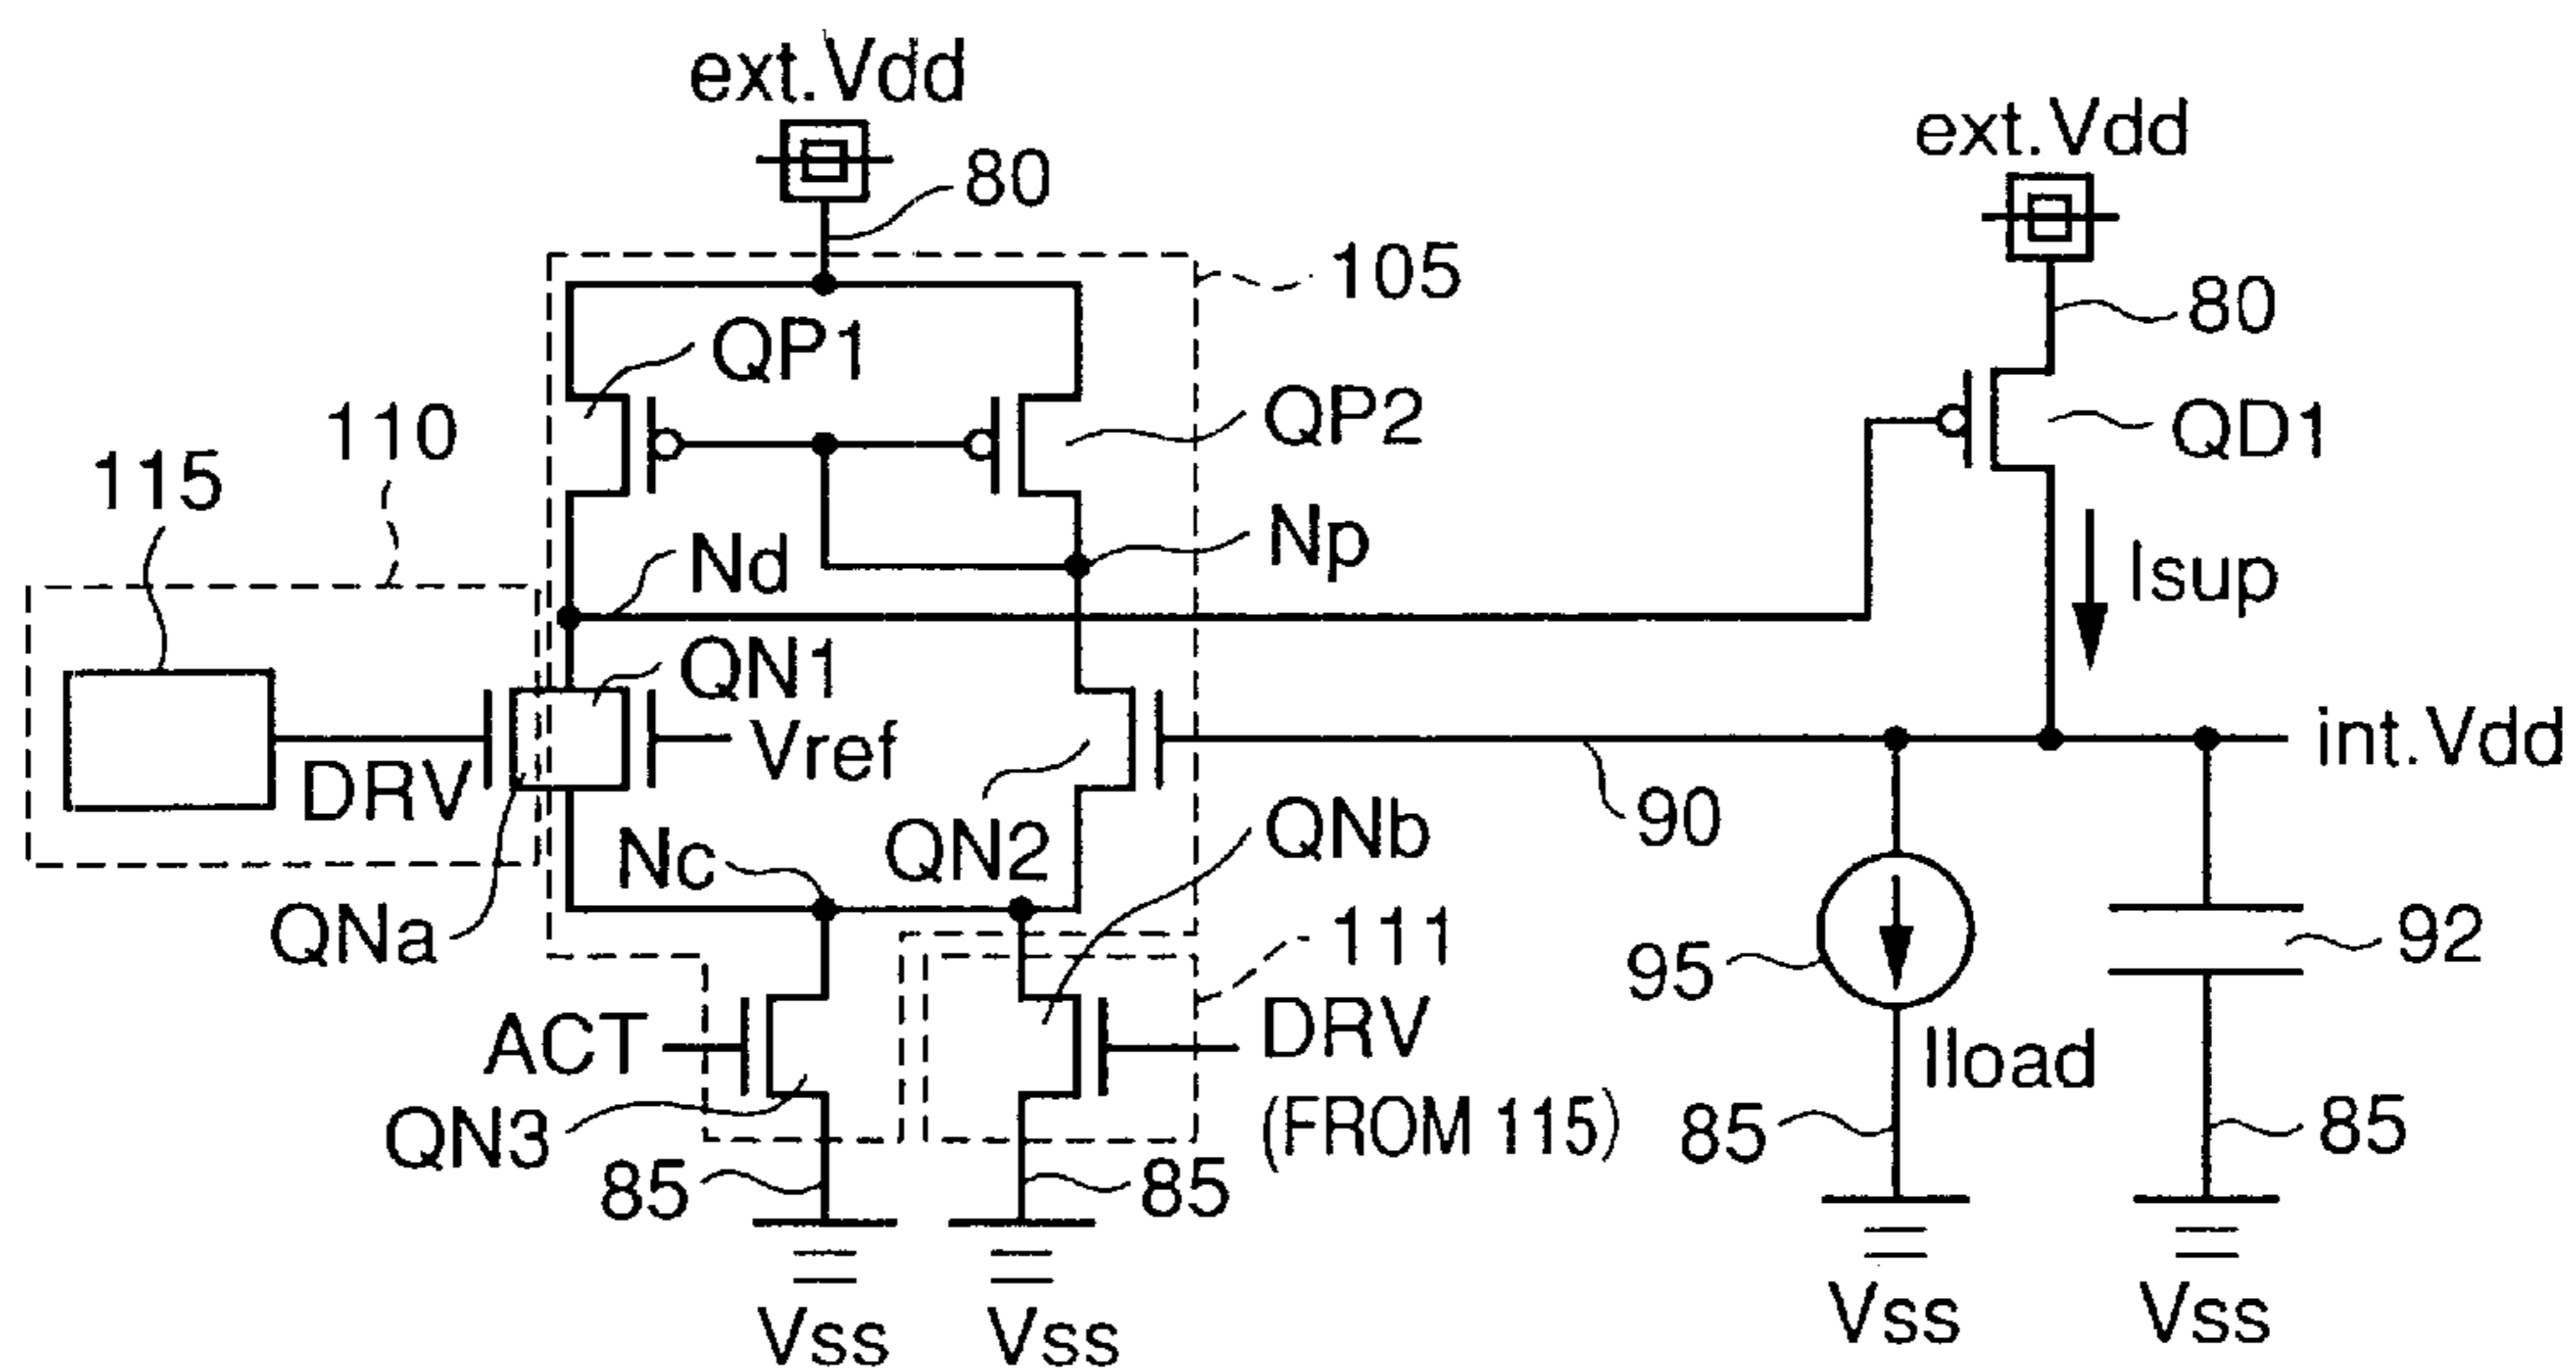 ext.Vdd
ext.Vdd
80
105
80
QP1
QP2
QD1
110
115
Nd
Np
Isup
QN1
Vref
int.Vdd
DRV
QNb
90
Nc
QN2
QNa
111
92
95
ACT
DRV
Iload
(FROM 115)
QN3
85
85
85
85
Vss
Vss
Vss
Vss